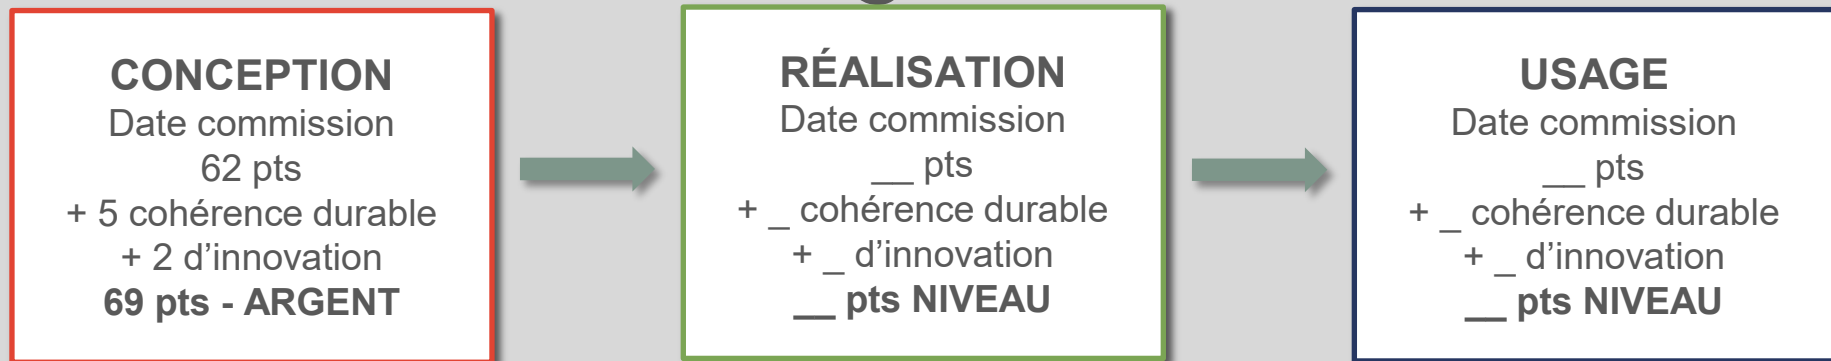 CONCEPTION
Date commission
62 pts
+ 5 cohérence durable
+ 2 d’innovation
69 pts - ARGENT
RÉALISATION
Date commission
__ pts
+ _ cohérence durable
+ _ d’innovation
__ pts NIVEAU
USAGE
Date commission
__ pts
+ _ cohérence durable
+ _ d’innovation
__ pts NIVEAU